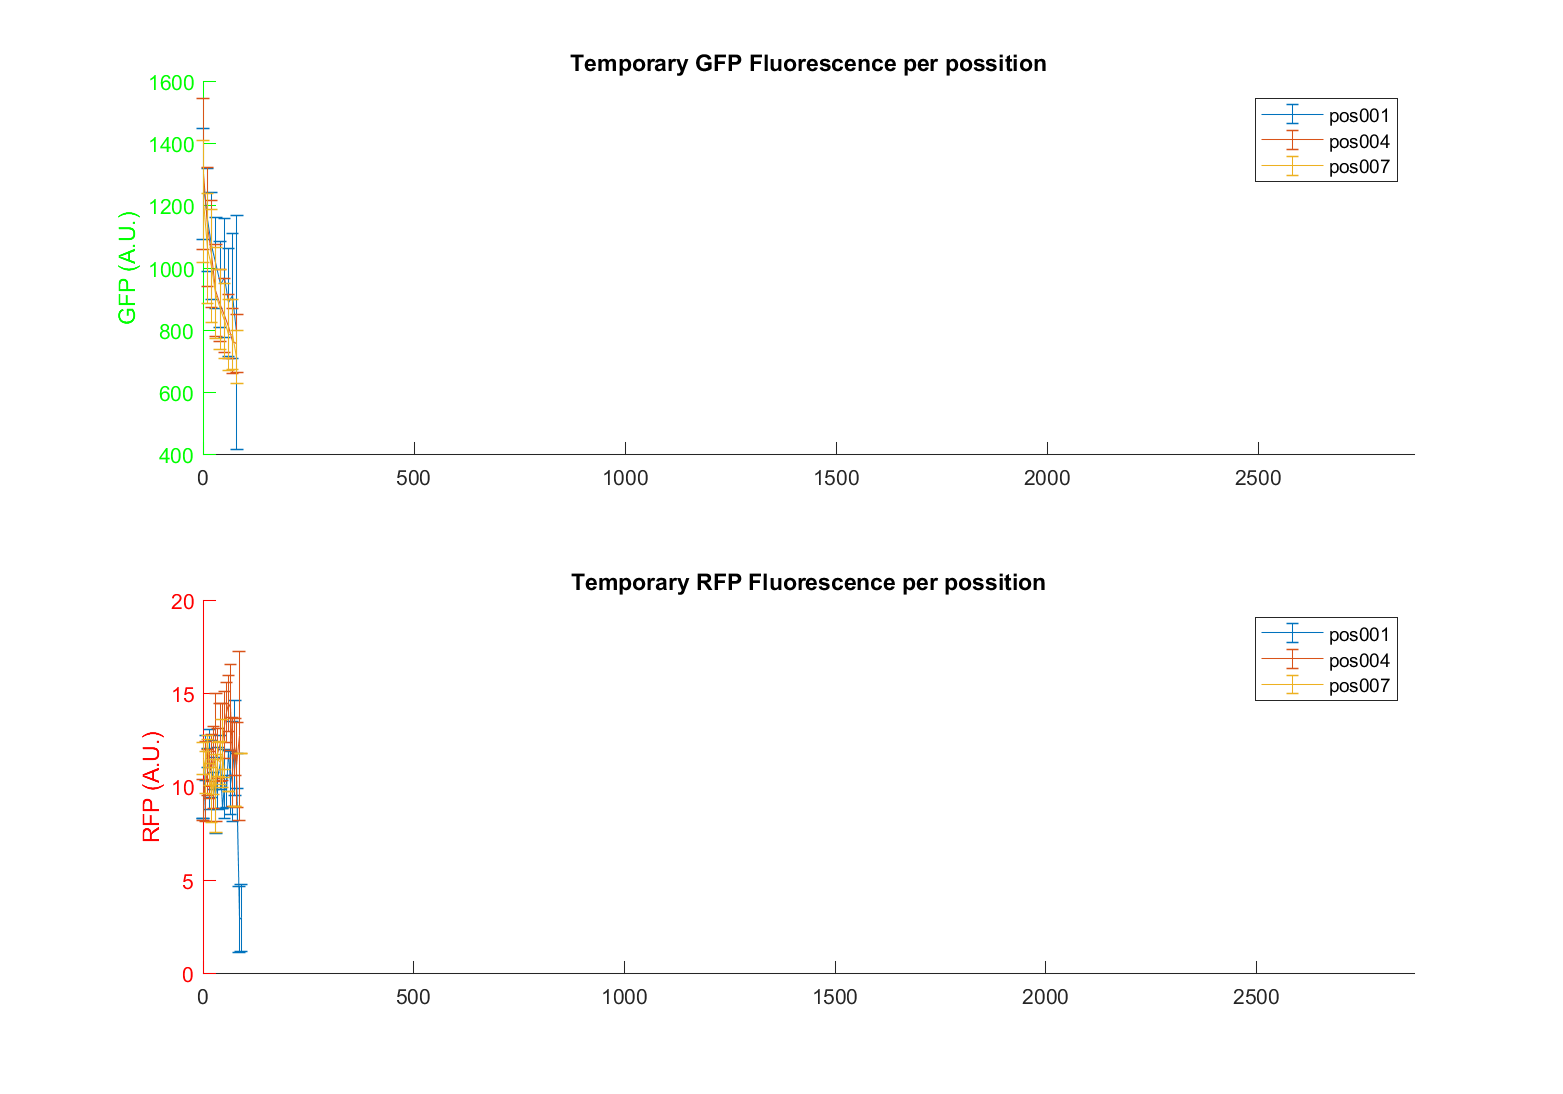 Temporary GFP Fluorescence per possition
1600
1400
1200
1000
800
600
400
GFP (A.U.)
pos001
pos004
pos007
0 500 1000 1500 2000 2500
Temporary RFP Fluorescence per possition
20
15
10
5
0
RFP (A.U.)
pos001
pos004
pos007
0 500 1000 1500 2000 2500